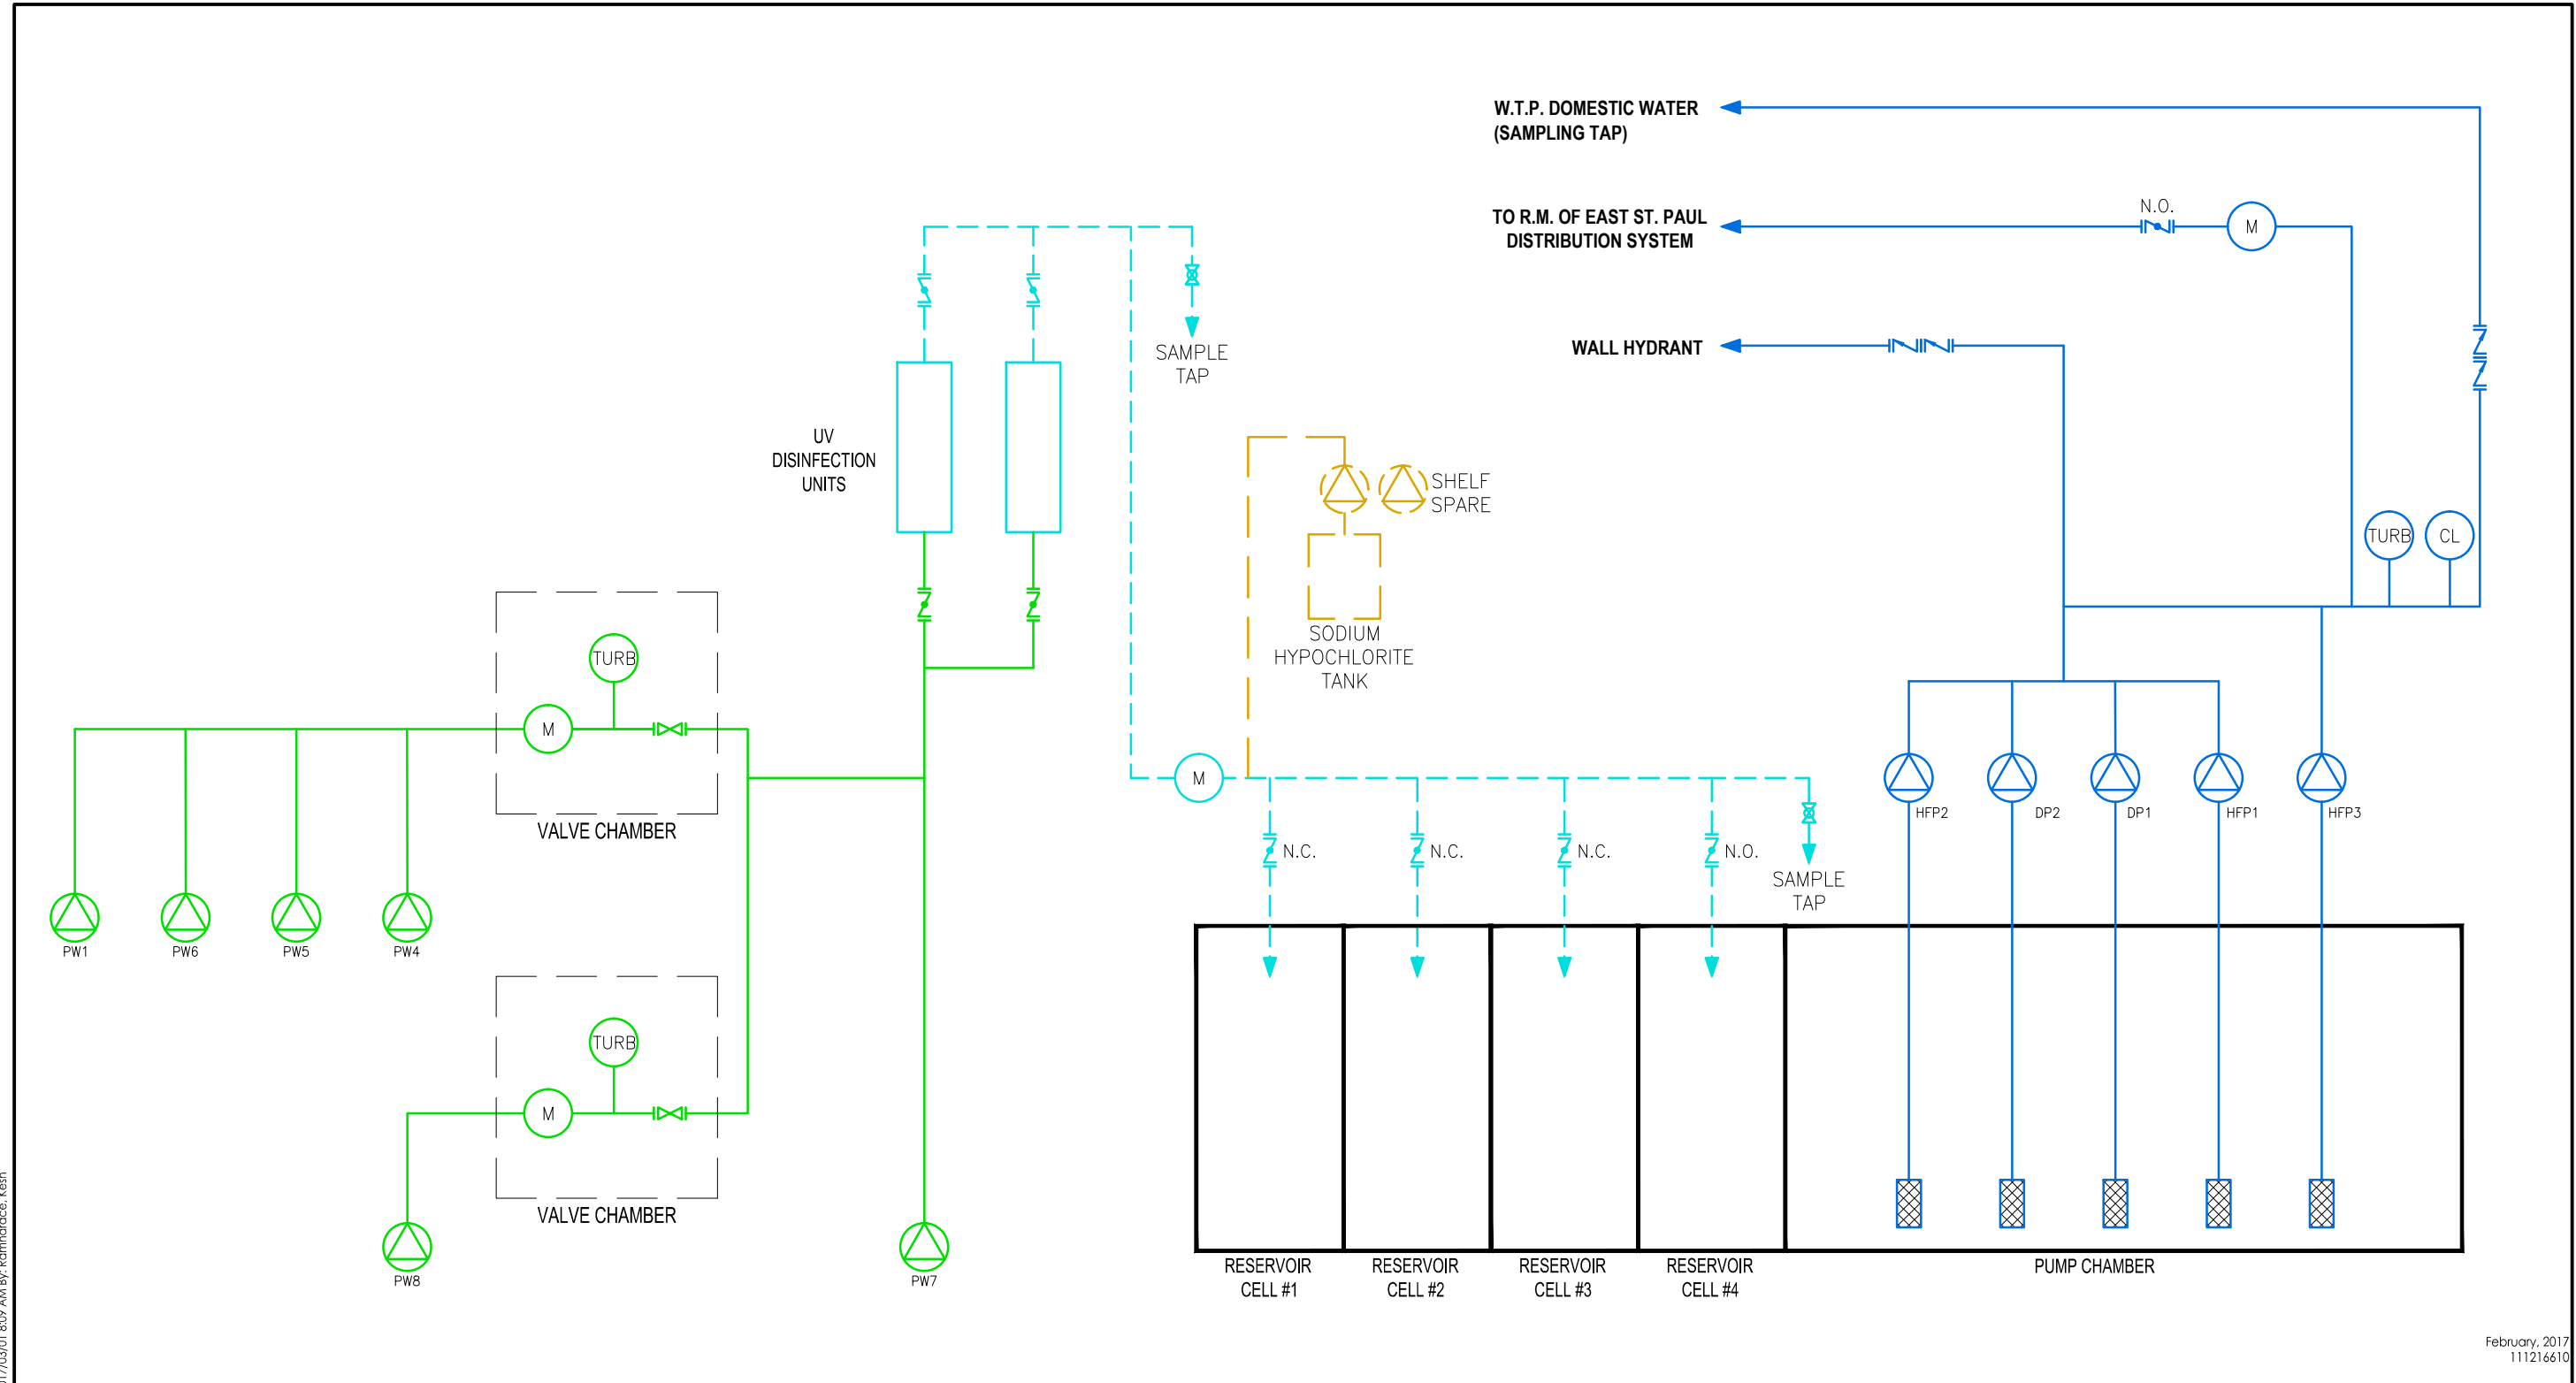 W.T.P. DOMESTIC WATER
(SAMPLING TAP)
N.O.
TO R.M. OF EAST ST. PAUL
DISTRIBUTION SYSTEM
M
WALL HYDRANT
SAMPLE
TAP
UV
DISINFECTION
UNITS
SHELF
SPARE
TURB
CL
SODIUM
HYPOCHLORITE
TANK
TURB
M
VALVE CHAMBER
M
HFP2
DP2
DP1
HFP1
HFP3
N.C.
N.C.
N.C.
N.O.
SAMPLE
TAP
PW1
PW6
PW5
PW4
TURB
M
VALVE CHAMBER
PW8
PW7
RESERVOIR
CELL #1
RESERVOIR
CELL #2
RESERVOIR
CELL #3
RESERVOIR
CELL #4
PUMP CHAMBER
February, 2017
111216610